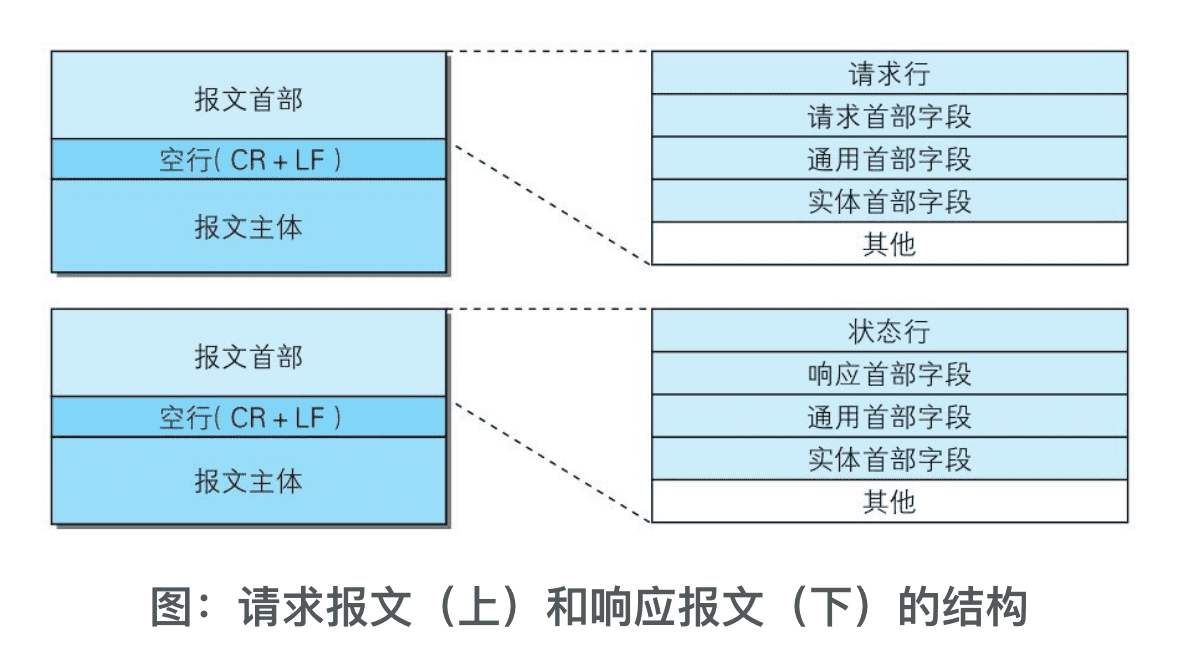 报文首部
空行( CR + LF )
报文主体
请求行
请求首部字段
通用首部字段
实体首部字段
其他
报文首部
空行( CR + LF )
报文主体
状态行
响应首部字段
通用首部字段
实体首部字段
其他
图：请求报文（上）和响应报文（下）的结构